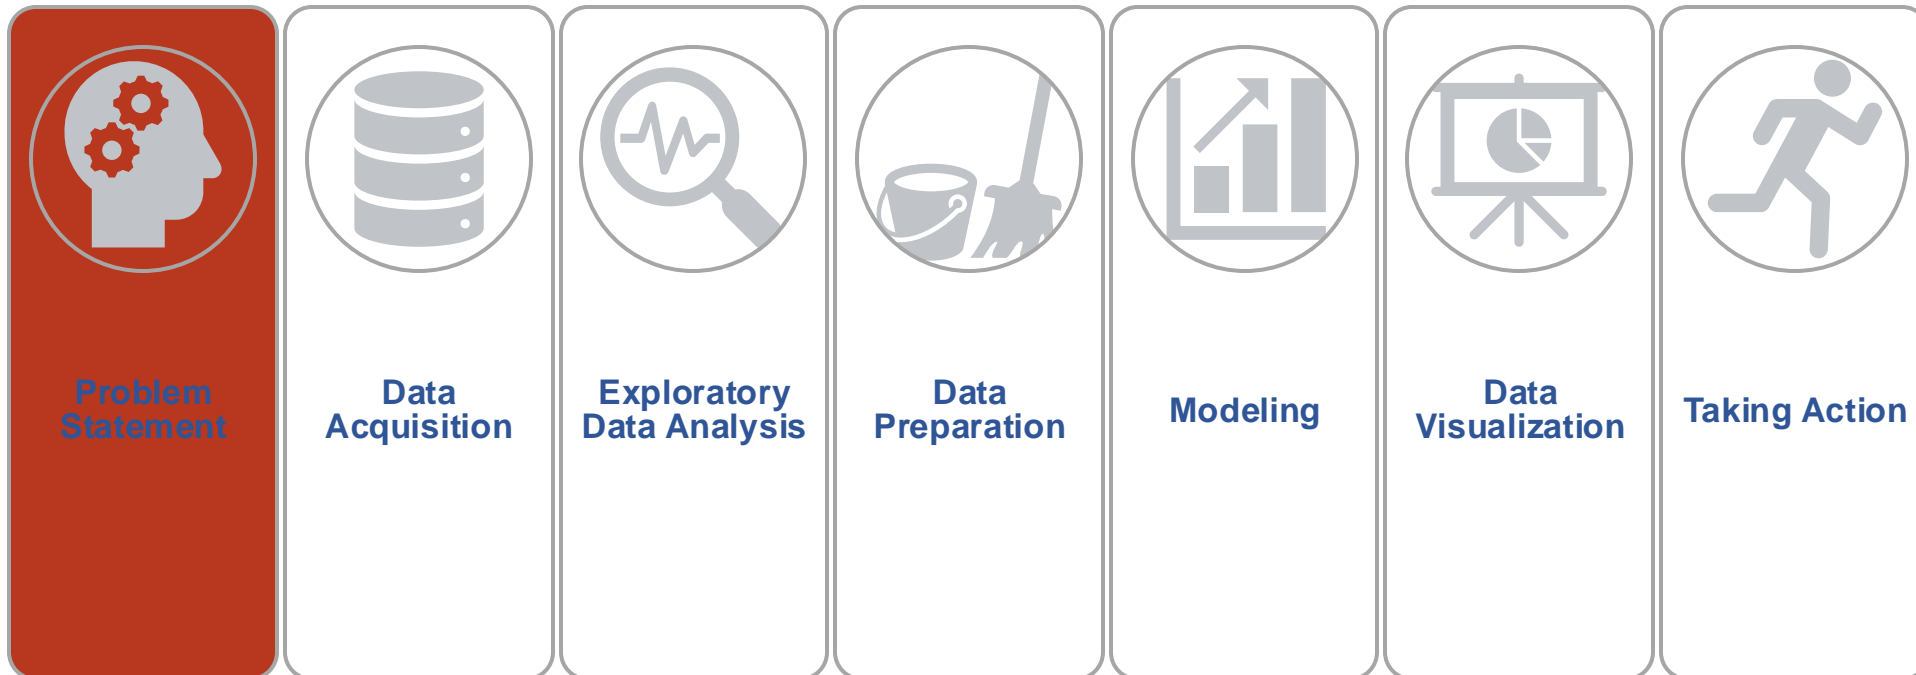 Problem
Statement
Data
Acquisition
Exploratory
Data Analysis
Data
Preparation
Modeling
Data
Visualization
Taking Action